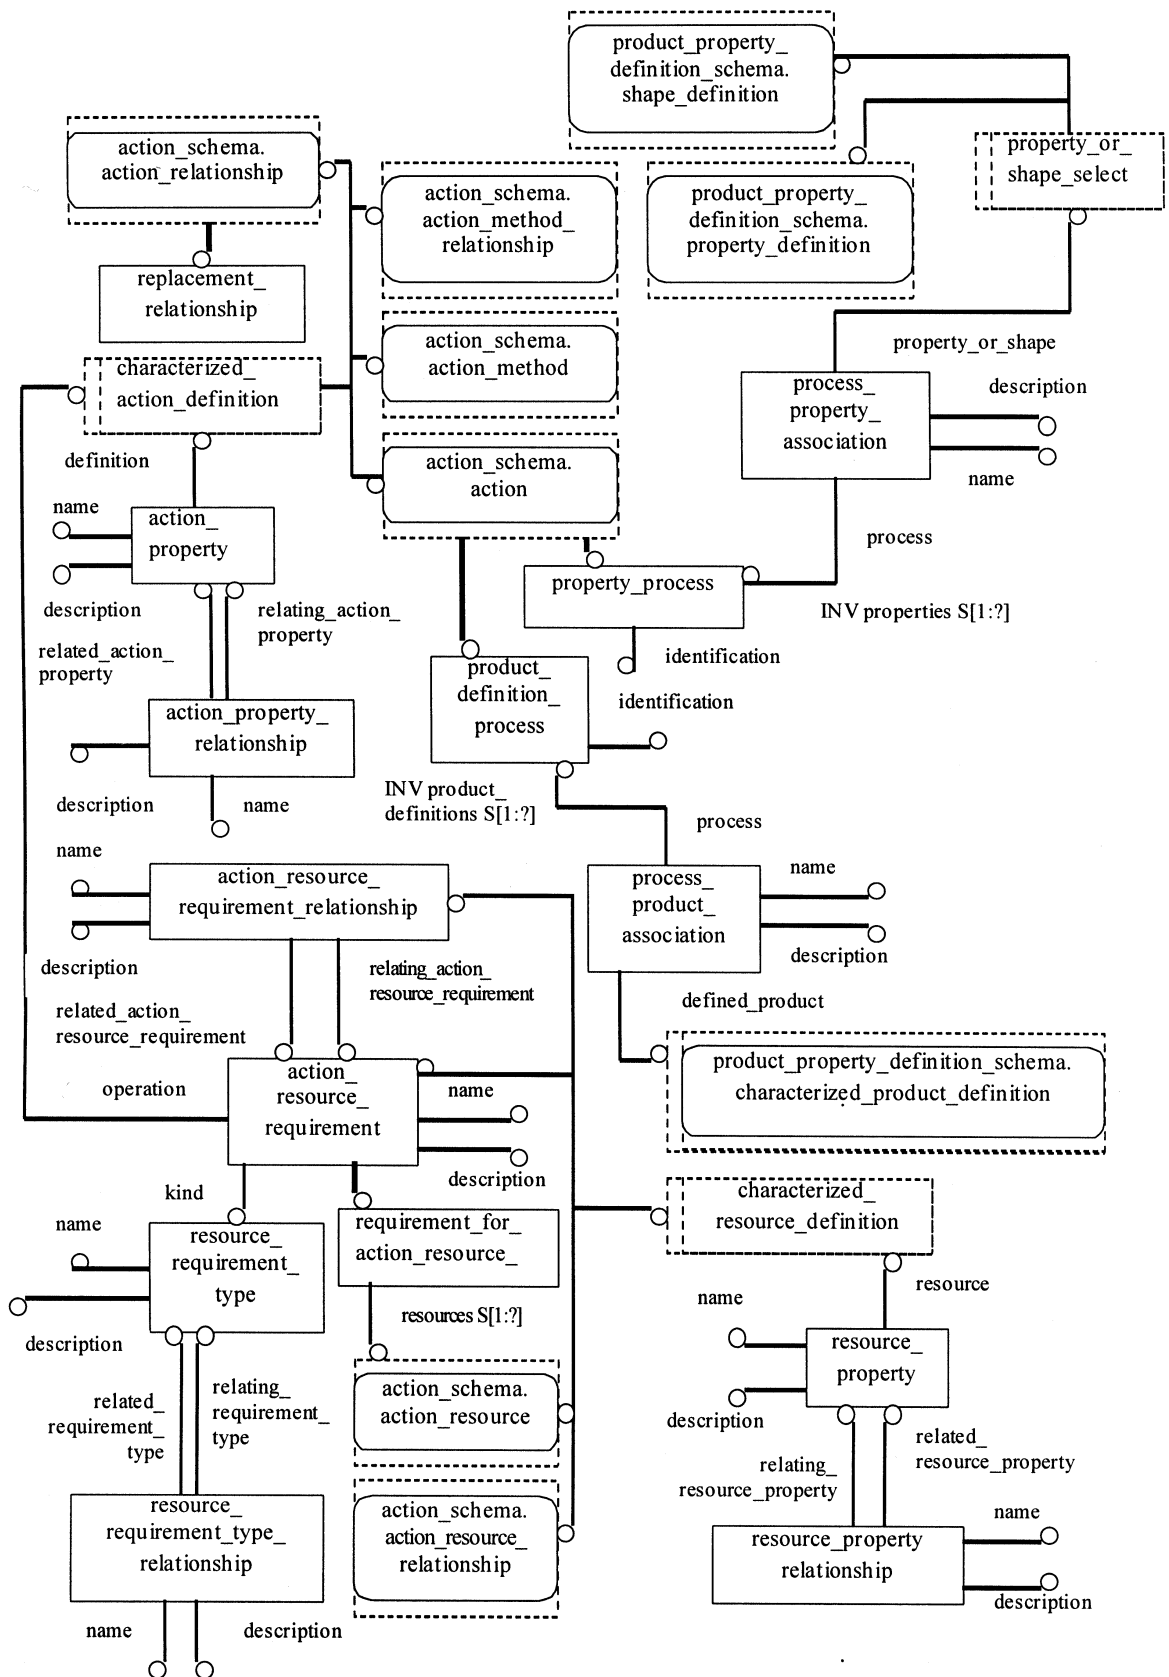 product_property_
definition_schema.
shape_definition
action_schema.
action_relationship
property_or_
shape_select
action_schema.
action_method_
relationship
product_property_
definition_schema.
property_definition
replacement_
relationship
action_schema.
action_method
property_or_shape
characterized_
action_definition
process_
property_
association
description
name
definition
action_schema.
action
name
action_
property
process
property_process
INV properties S[1:?]
description
relating_action_
property
related_action_
property
identification
product_
definition_
process
identification
action_property_
relationship
description
name
INV product_
definitions S[1:?]
process
name
action_resource_
requirement_relationship
process_
product_
association
name
description
description
relating_action_
resource_requirement
related_action_
resource_requirement
defined_product
product_property_definition_schema.
characterized_product_definition
operation
action_
resource_
requirement
name
description
kind
characterized_
resource_definition
name
resource_
requirement_
type
requirement_for_
action_resource_
resource
name
resources S[1:?]
description
resource_
property
related_
requirement_
type
relating_
requirement_
type
action_schema.
action_resource
description
related_
resource_property
relating_
resource_property
resource_
requirement_type_
relationship
action_schema.
action_resource_
relationship
name
resource_property
relationship
description
name
description